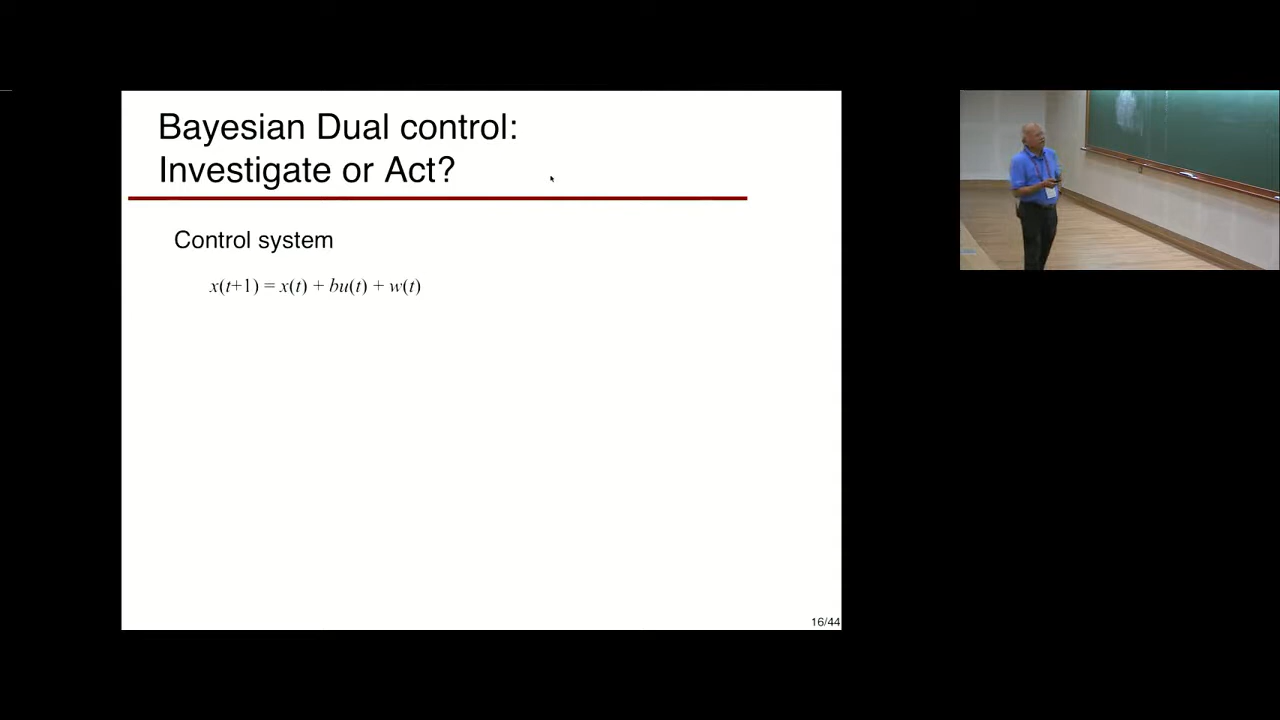 Bayesian Dual control:
Investigate or Act?
Control system
x(t+1) = x(t) + bu(t) + w(t)
16/44